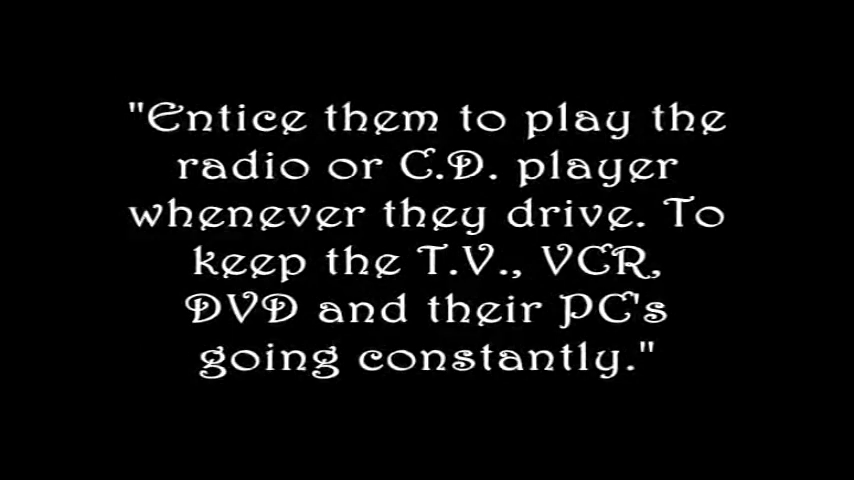 "Entice them to play the
radio or C.D. player
whenever they drive. To
keep the T.V., VCR,
DVD and their PC's
going constantly."